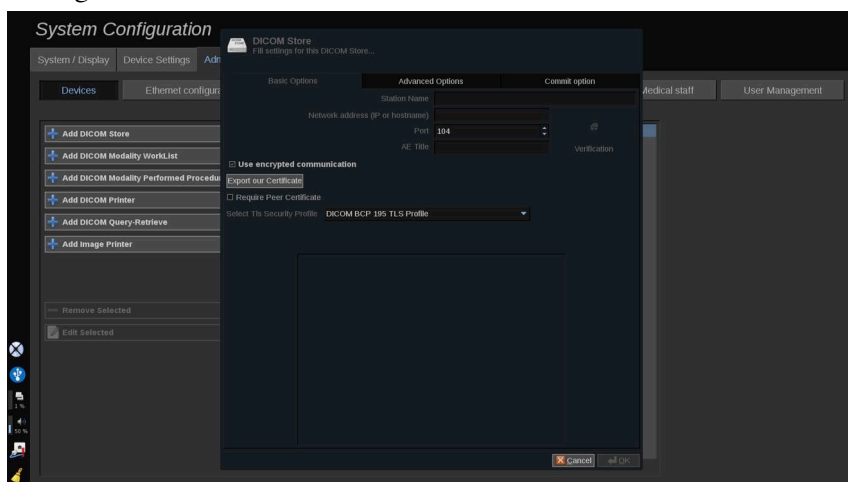 System Configuration
System / Display
Device Settings
Adm
Devices
Ethernet configura
Medical staff
User Management
Add DICOM Store
Add DICOM Modality WorkList
Add DICOM Modality Performed Procedu
Add DICOM Printer
Add DICOM Query-Retrieve
Add Image Printer
Remove Selected
Edit Selected
1 %
50 %
DICOM Store
Fill settings for this DICOM Store...
Basic Options
Advanced Options
Commit option
Station Name
Network address (IP or hostname)
Port 104
AE Title
Verification
Use encrypted communication
Export our Certificate
Require Peer Certificate
Select Tls Security Profile DICOM BCP 195 TLS Profile
Cancel
OK